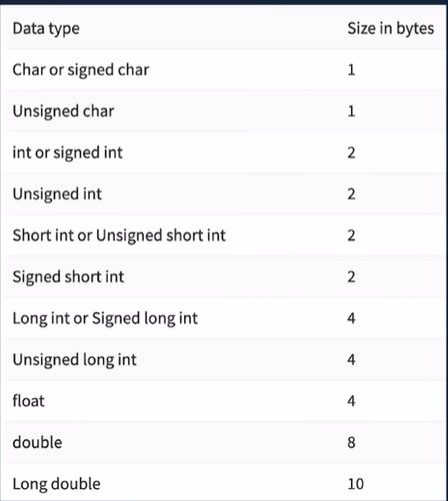 Data type Size in bytes
Char or signed char 1
Unsigned char 1
int or signed int 2
Unsigned int 2
Short int or Unsigned short int 2
Signed short int 2
Long int or Signed long int 4
Unsigned long int 4
float 4
double 8
Long double 10